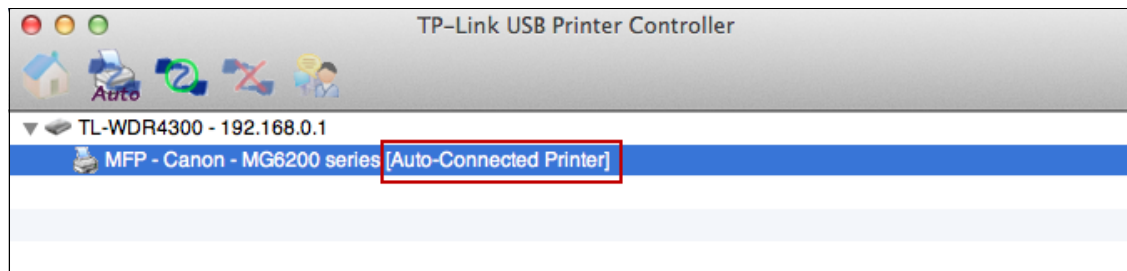 TP-Link USB Printer Controller
Auto
TL-WDR4300 - 192.168.0.1
MFP - Canon - MG6200 series [Auto-Connected Printer]